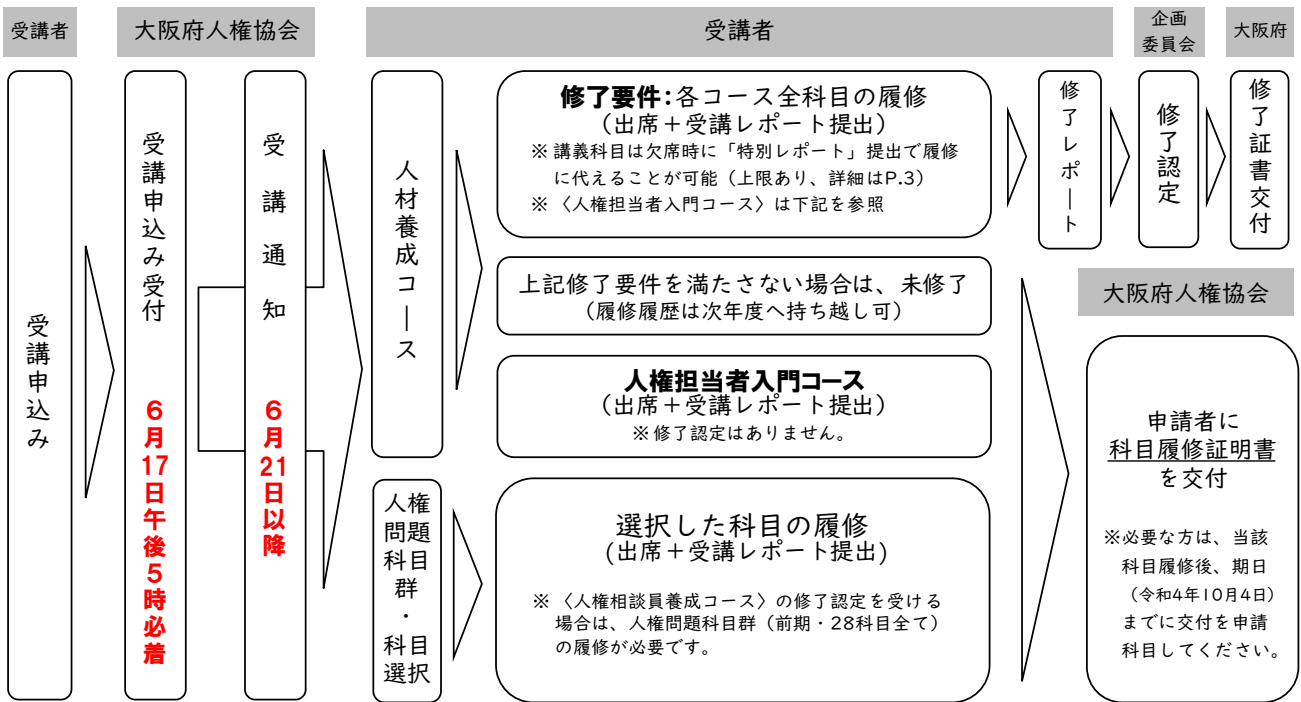 受講者
大阪府人権協会
受講者
企画
委員会
大阪府
受講申込み
受講申込み受付
6月17日午後5時必着
受講通知
6月21日以降
人材養成コース
修了要件:各コース全科目の履修
(出席+受講レポート提出)
※ 講義科目は欠席時に「特別レポート」提出で履修
に代えることが可能(上限あり、詳細はP.3)
※ 〈人権担当者入門コース〉は下記を参照
上記修了要件を満たさない場合は、未修了
(履修履歴は次年度へ持ち越し可)
人権担当者入門コース
(出席+受講レポート提出)
※修了認定はありません。
人権
問題
科目
群
・
科目
選択
選択した科目の履修
(出席+受講レポート提出)
※ 〈人権相談員養成コース〉の修了認定を受ける
場合は、人権問題科目群(前期・28科目全て)
の履修が必要です。
修了レポート
修了認定
修了証書交付
大阪府人権協会
申請者に
科目履修証明書
を交付
※必要な方は、当該
科目履修後、期日
(令和4年10月4日)
までに交付を申請
科目してください。